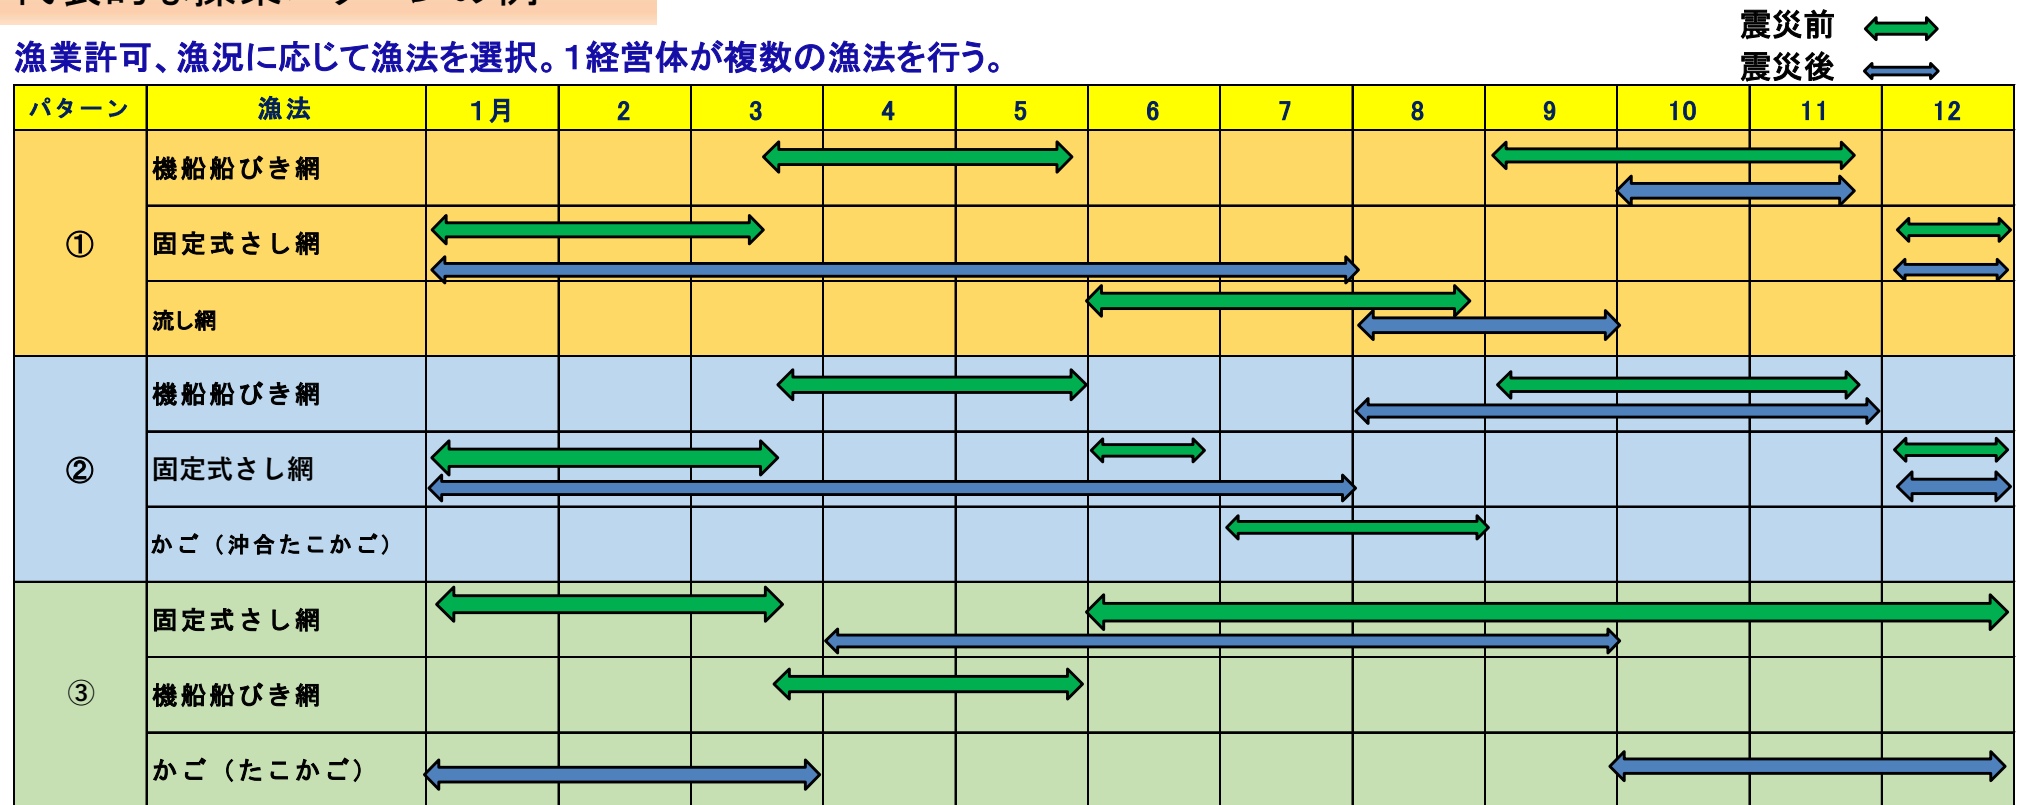 震災前
震災後
漁業許可、漁況に応じて漁法を選択。１経営体が複数の漁法を行う。
パターン 漁法 １月 2 3 4 5 6 7 8 9 10 11 12
①
機船船びき網
固定式さし網
流し網
②
機船船びき網
固定式さし網
かご（沖合たこかご）
③
固定式さし網
機船船びき網
かご（たこかご）